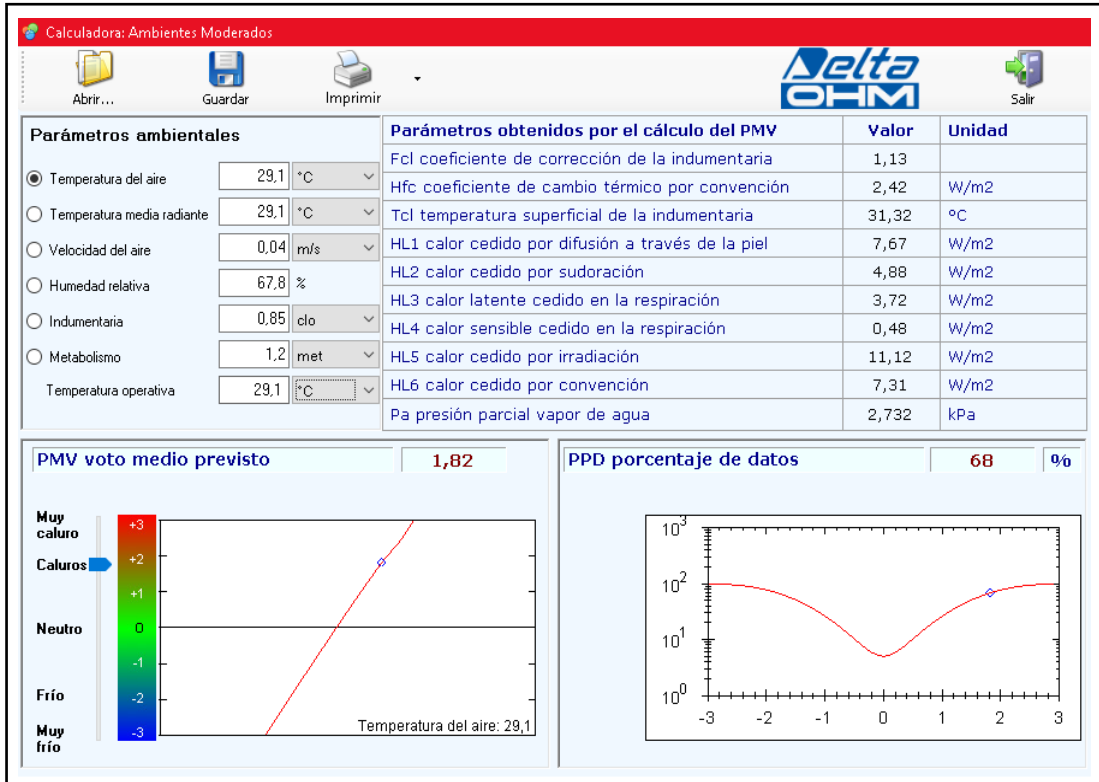 Calculadora: Ambientes Moderados
Abrir...
Guardar
Imprimir
Delta
OHM
Salir
Parámetros ambientales
Temperatura del aire 29,1 °C
Temperatura media radiante 29,1 °C
Velocidad del aire 0,04 m/s
Humedad relativa 67,8 %
Indumentaria 0,85 clo
Metabolismo 1,2 met
Temperatura operativa 29,1 °C
Parámetros obtenidos por el cálculo del PMV Valor Unidad
Fcl coeficiente de corrección de la indumentaria 1,13
Hfc coeficiente de cambio térmico por convención 2,42 W/m2
Tcl temperatura superficial de la indumentaria 31,32 °C
HL1 calor cedido por difusión a través de la piel 7,67 W/m2
HL2 calor cedido por sudoración 4,88 W/m2
HL3 calor latente cedido en la respiración 3,72 W/m2
HL4 calor sensible cedido en la respiración 0,48 W/m2
HL5 calor cedido por irradiación 11,12 W/m2
HL6 calor cedido por convención 7,31 W/m2
Pa presión parcial vapor de agua 2,732 kPa
PMV voto medio previsto 1,82
Muy
caluro
Caluros
Neutro
Frío
Muy
frío
+3
+2
+1
0
-1
-2
-3
Temperatura del aire: 29,1
PPD porcentaje de datos 68 %
10³
10²
10¹
10⁰
-3 -2 -1 0 1 2 3